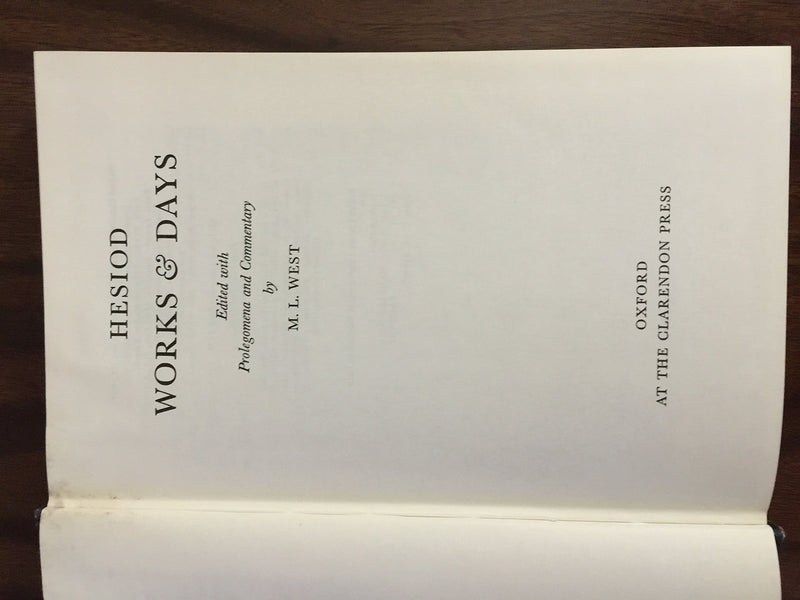 HESIOD
WORKS & DAYS
Edited with
Prolegomena and Commentary
by
M. L. WEST
OXFORD
AT THE CLARENDON PRESS